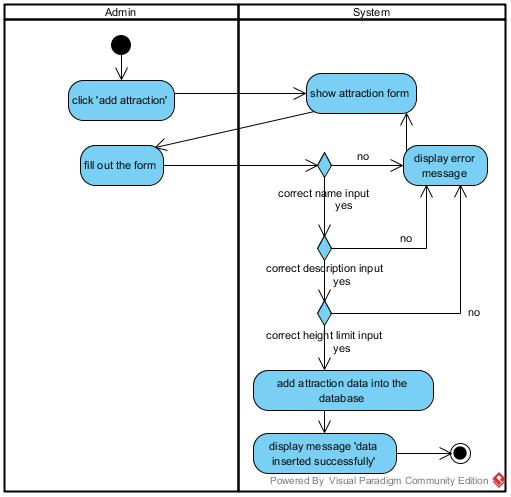 Admin
System
click 'add attraction'
show attraction form
fill out the form
no
display error
message
correct name input
yes
no
correct description input
yes
no
correct height limit input
yes
add attraction data into the
database
display message 'data
inserted successfully'
Powered By Visual Paradigm Community Edition